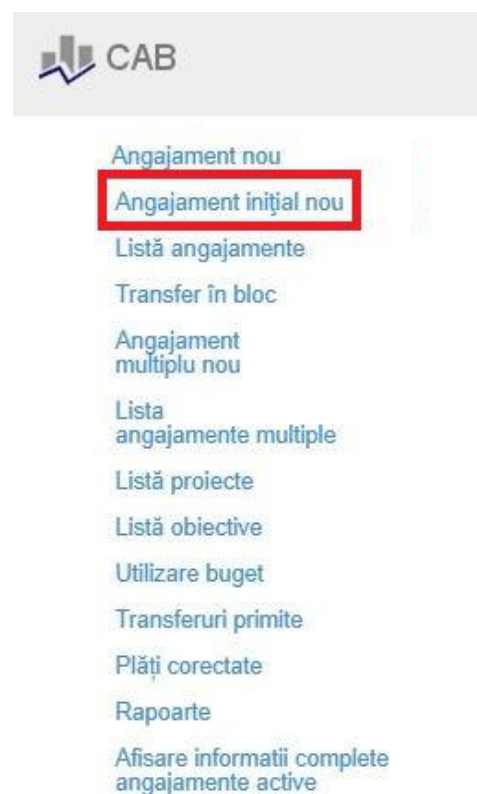 CAB
Angajament nou
Angajament iniţial nou
Listă angajamente
Transfer în bloc
Angajament
multiplu nou
Lista
angajamente multiple
Listă proiecte
Listă obiective
Utilizare buget
Transferuri primite
Plăți corectate
Rapoarte
Afisare informatii complete
angajamente active